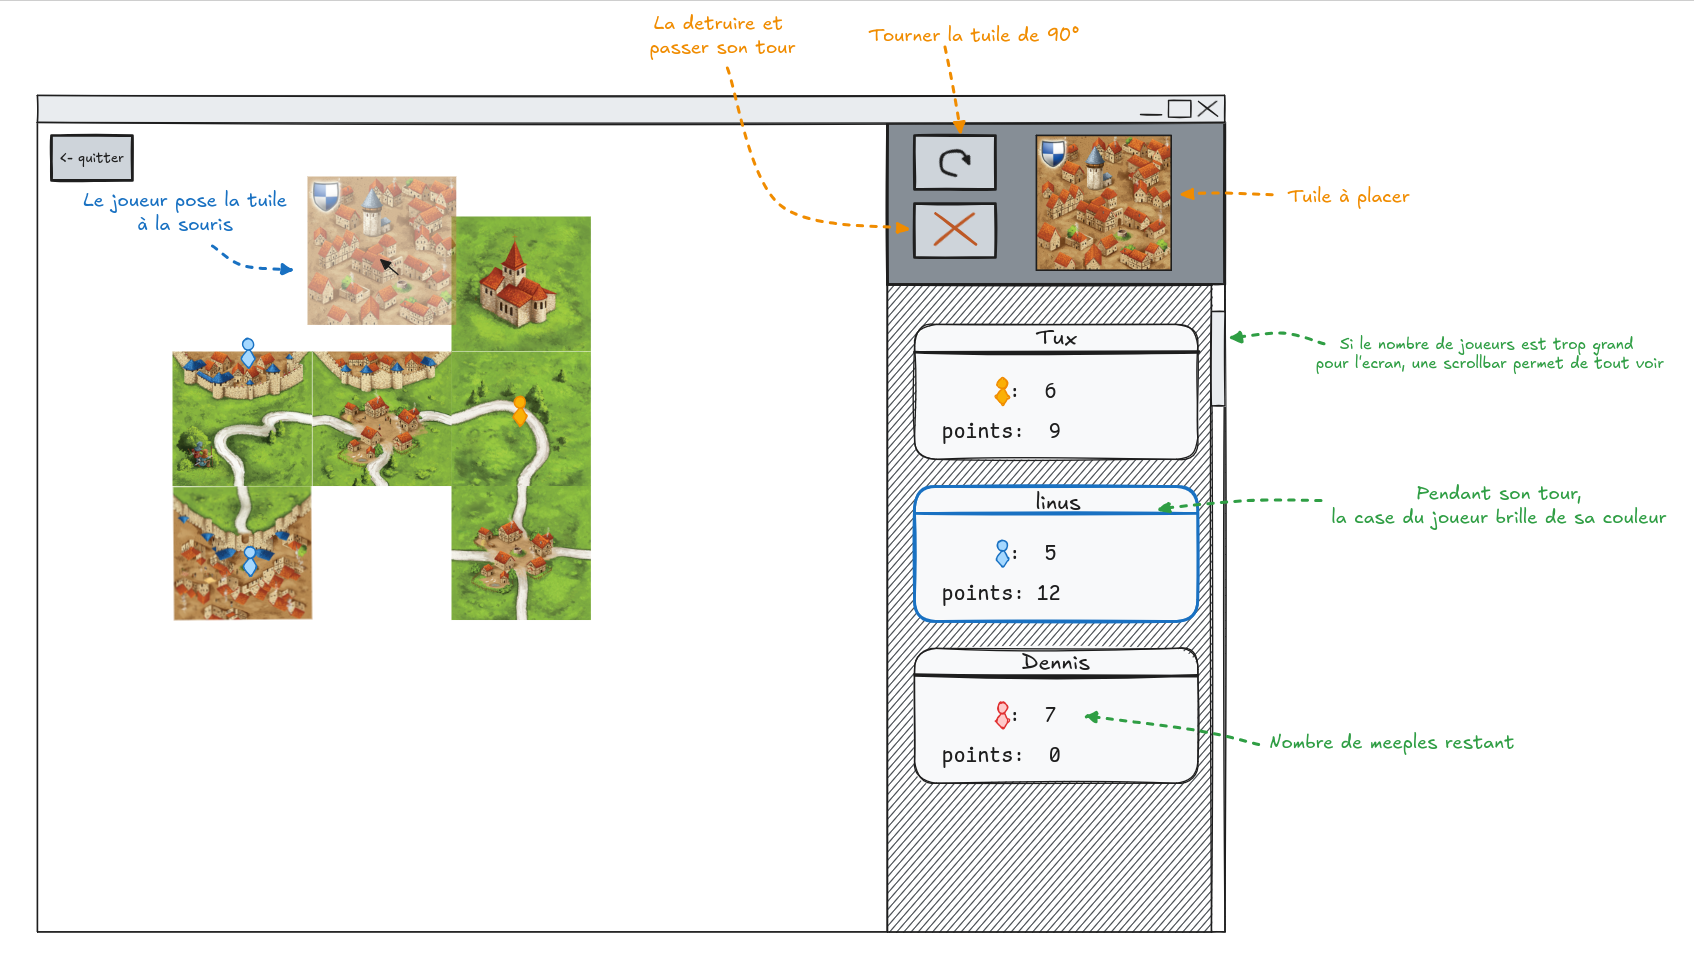 La detruire et
passer son tour
Tourner la tuile de 90°
<- quitter
Le joueur pose la tuile
à la souris
Tuile à placer
Tux
: 6
points: 9
Si le nombre de joueurs est trop grand
pour l'ecran, une scrollbar permet de tout voir
linus
: 5
points: 12
Pendant son tour,
la case du joueur brille de sa couleur
Dennis
: 7
points: 0
Nombre de meeples restant